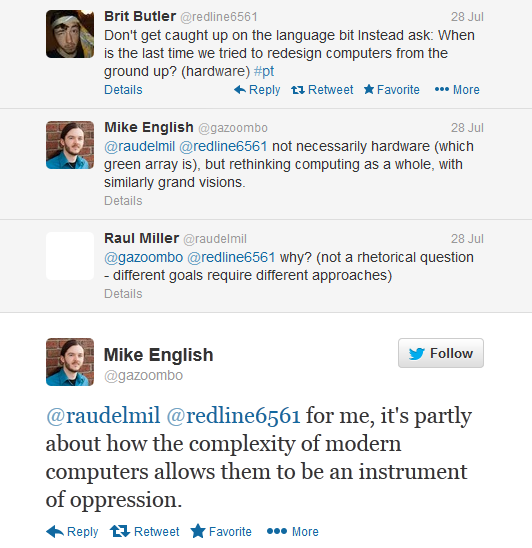 Brit Butler @redline6561 28 Jul
Don't get caught up on the language bit Instead ask: When
is the last time we tried to redesign computers from the
ground up? (hardware) #pt
Details Reply Retweet Favorite More
Mike English @gazoombo 28 Jul
@raudelmil @redline6561 not necessarily hardware (which
green array is), but rethinking computing as a whole, with
similarly grand visions.
Details
Raul Miller @raudelmil 28 Jul
@gazoombo @redline6561 why? (not a rhetorical question
- different goals require different approaches)
Details
Mike English
@gazoombo
Follow
@raudelmil @redline6561 for me, it's partly
about how the complexity of modern
computers allows them to be an instrument
of oppression.
Reply Retweet Favorite More